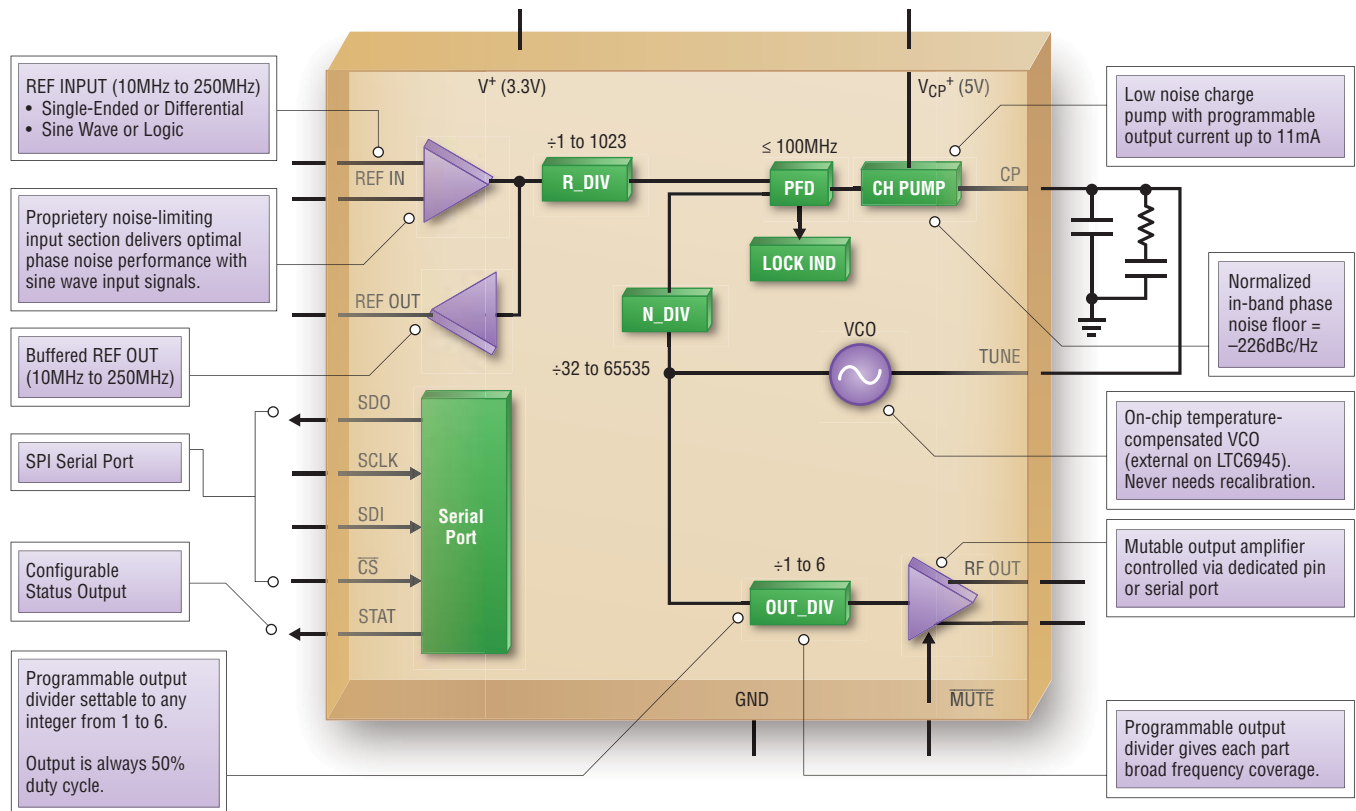 REF INPUT (10MHz to 250MHz)
• Single-Ended or Differential
• Sine Wave or Logic
Proprietery noise-limiting
input section delivers optimal
phase noise performance with
sine wave input signals.
Buffered REF OUT
(10MHz to 250MHz)
SPI Serial Port
Configurable
Status Output
Programmable output
divider settable to any
integer from 1 to 6.
Output is always 50%
duty cycle.
V+ (3.3V)
VCP+ (5V)
REF IN
÷1 to 1023
R_DIV
≤ 100MHz
PFD
CH PUMP
CP
LOCK IND
REF OUT
N_DIV
÷32 to 65535
VCO
TUNE
SDO
SCLK
SDI
CS
STAT
Serial
Port
÷1 to 6
OUT_DIV
RF OUT
GND
MUTE
Low noise charge
pump with programmable
output current up to 11mA
Normalized
in-band phase
noise floor =
–226dBc/Hz
On-chip temperature-
compensated VCO
(external on LTC6945).
Never needs recalibration.
Mutable output amplifier
controlled via dedicated pin
or serial port
Programmable output
divider gives each part
broad frequency coverage.